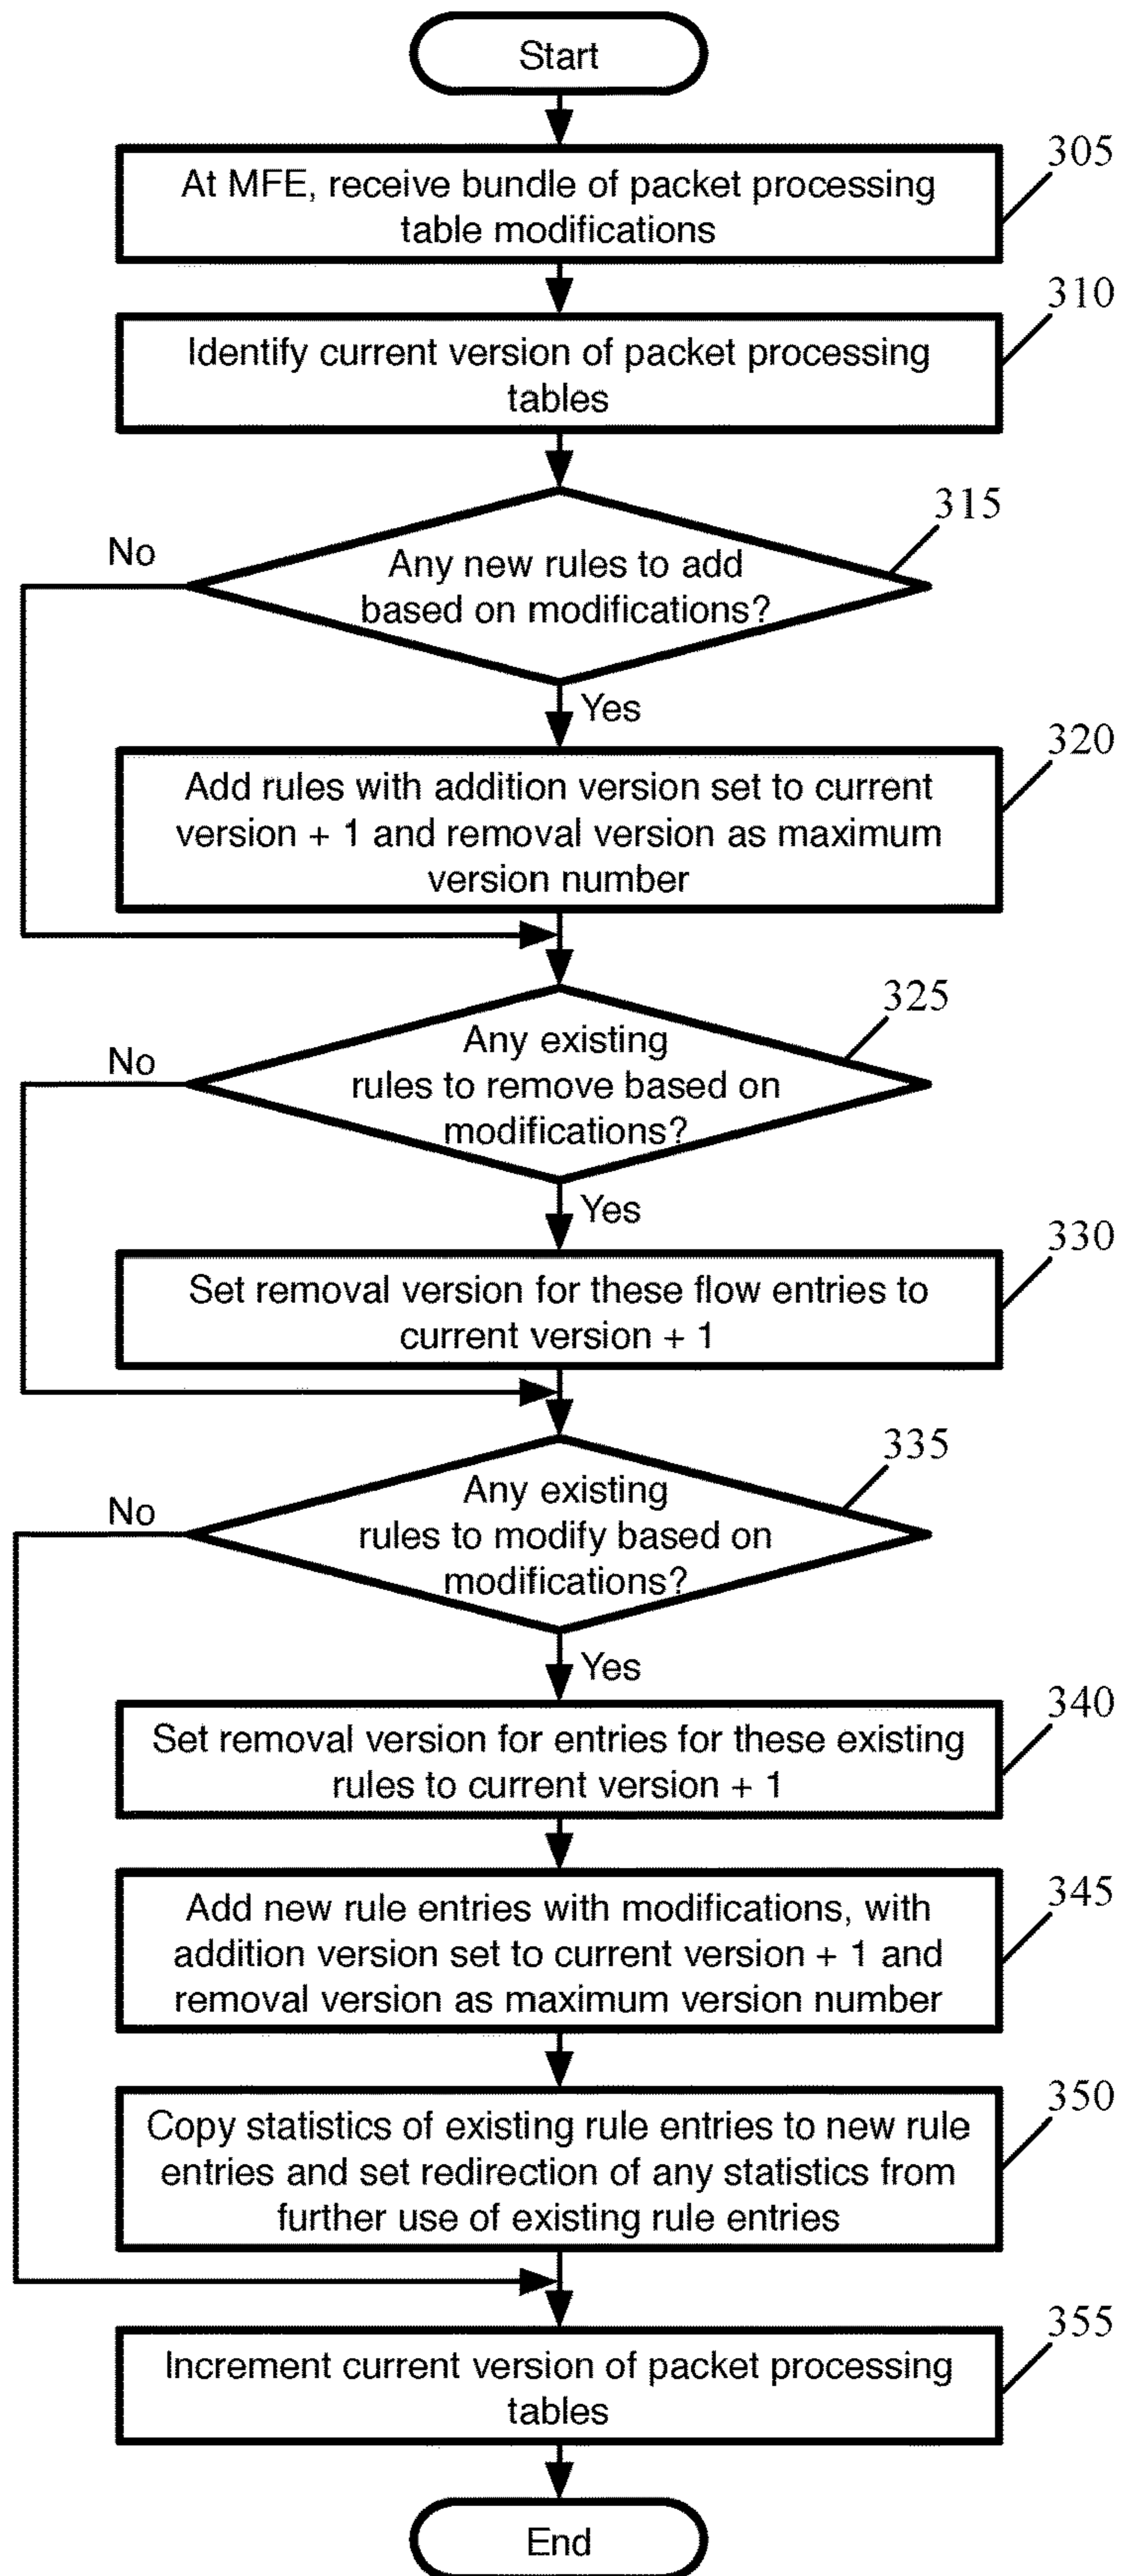 Start
305
At MFE, receive bundle of packet processing
table modifications
310
Identify current version of packet processing
tables
315
No
Any new rules to add
based on modifications?
Yes
320
Add rules with addition version set to current
version + 1 and removal version as maximum
version number
325
No
Any existing
rules to remove based on
modifications?
Yes
330
Set removal version for these flow entries to
current version + 1
335
No
Any existing
rules to modify based on
modifications?
Yes
340
Set removal version for entries for these existing
rules to current version + 1
345
Add new rule entries with modifications, with
addition version set to current version + 1 and
removal version as maximum version number
350
Copy statistics of existing rule entries to new rule
entries and set redirection of any statistics from
further use of existing rule entries
355
Increment current version of packet processing
tables
End